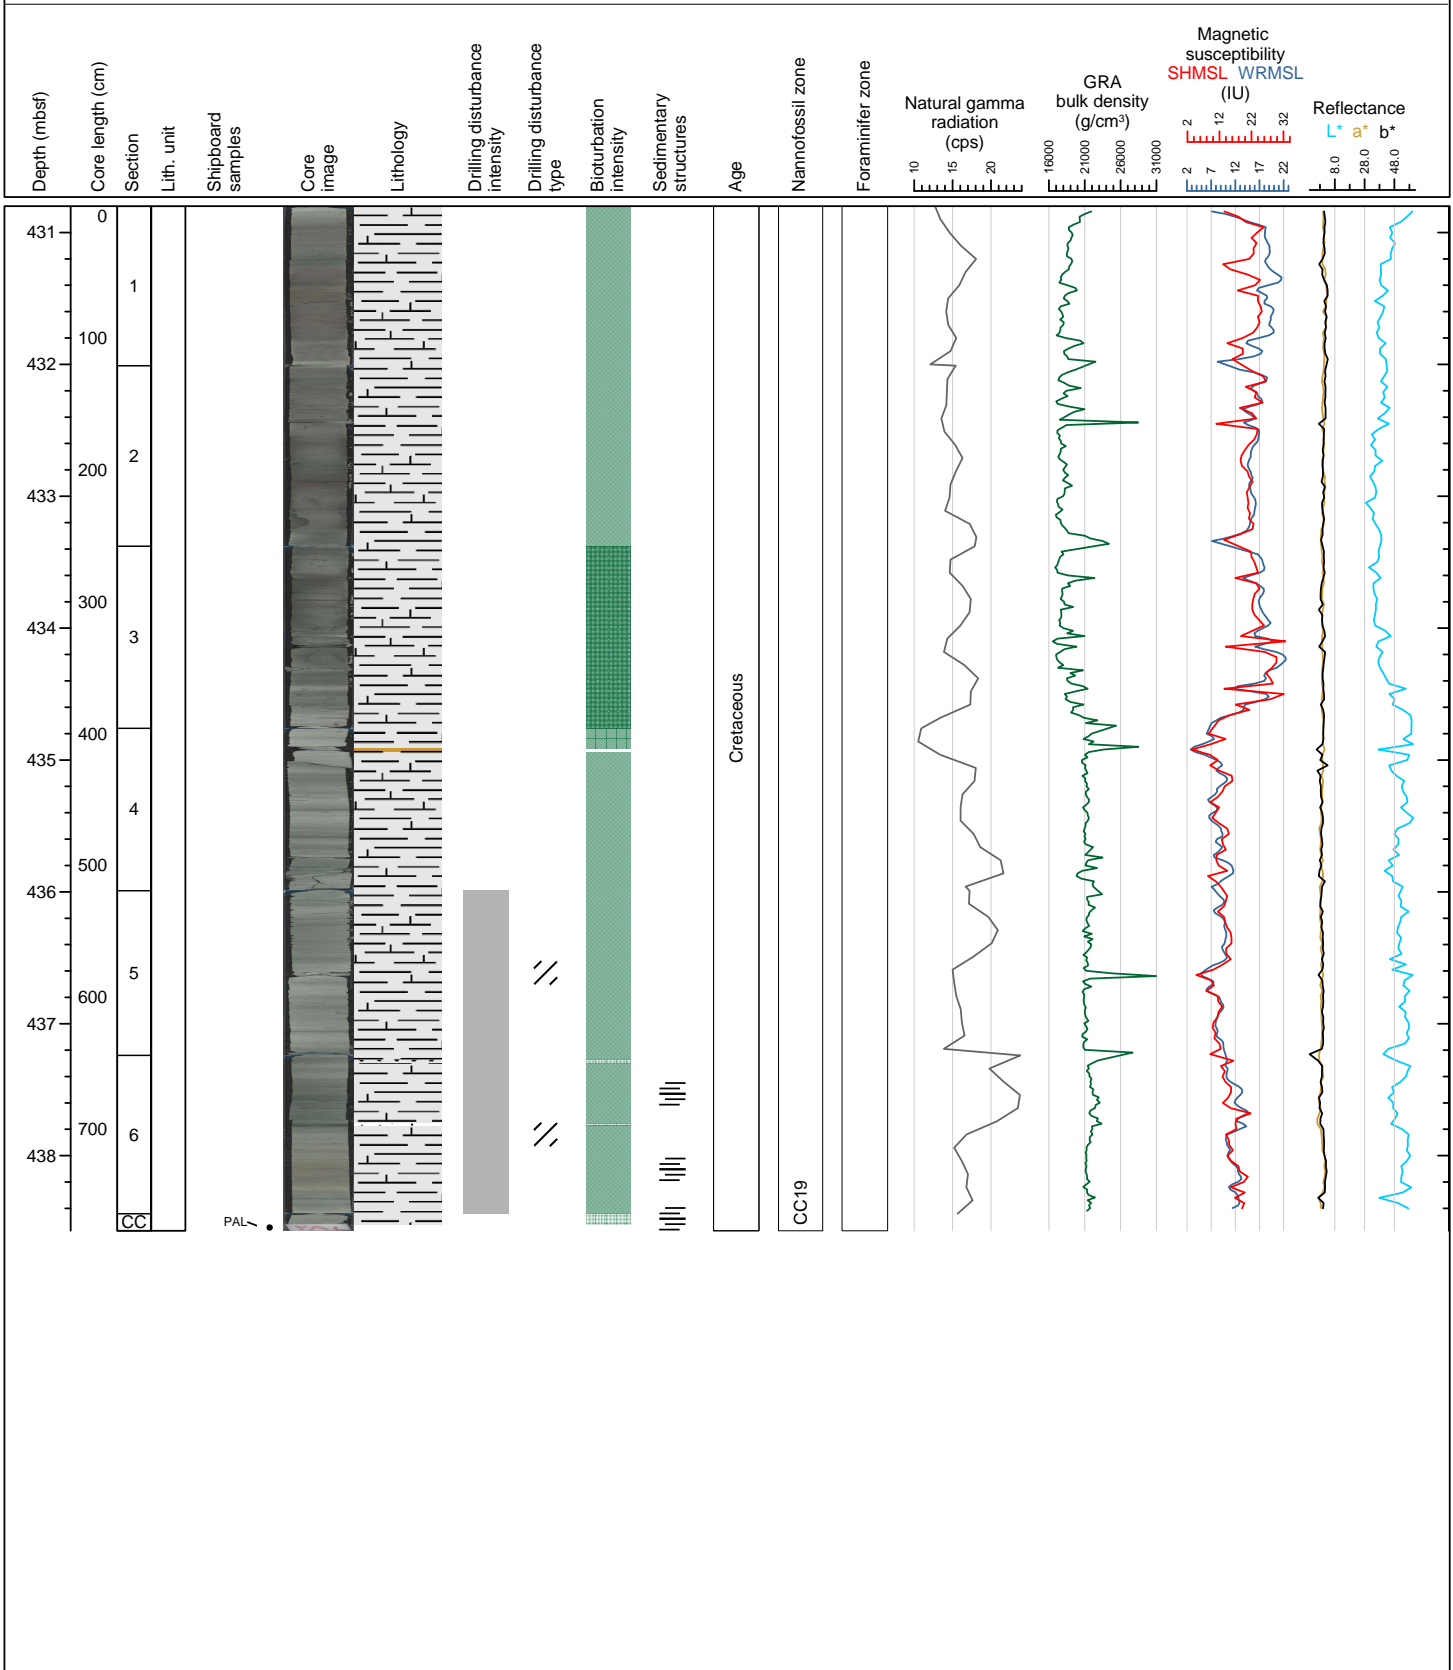 Depth (mbsf)
Core length (cm)
Section
Lith. unit
Shipboard
samples
Core
image
Lithology
Drilling disturbance
intensity
Drilling disturbance
type
Bioturbation
intensity
Sedimentary
structures
Age
Nannofossil zone
Foraminifer zone
Natural gamma
radiation
(cps)
10 15 20
GRA
bulk density
(g/cm³)
16000 21000 26000 31000
Magnetic
susceptibility
SHMSL WRMSL
(IU)
2 12 22 32
2 7 12 17 22
Reflectance
L* a* b*
8.0 28.0 48.0
0
431
1
100
432
2
200
433
300
3
434
400
435
4
500
436
5
600
437
700
6
438
CC
PAL
Cretaceous
CC19